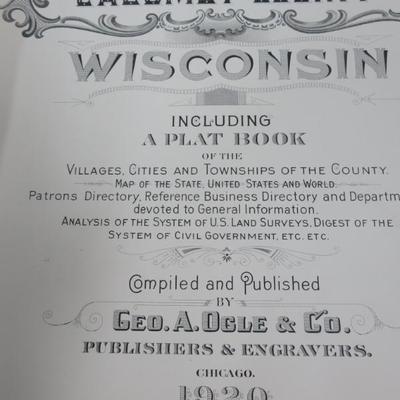 WISCONSIN
INCLUDING
A PLAT BOOK
OF THE
VILLAGES, CITIES AND TOWNSHIPS OF THE COUNTY.
MAP OF THE STATE, UNITED STATES AND WORLD.
Patrons Directory, Reference Business Directory and Departm
devoted to General Information.
ANALYSIS OF THE SYSTEM OF U.S. LAND SURVEYS, DIGEST OF THE
SYSTEM OF CIVIL GOVERNMENT, ETC. ETC.
Compiled and Published
BY
GEO. A. OGLE & CO.
PUBLISHERS & ENGRAVERS.
CHICAGO.
1920